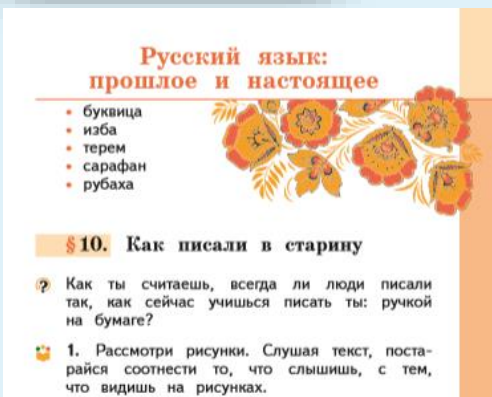 Русский язык:
прошлое и настоящее
• буквица
• изба
• терем
• сарафан
• рубаха
§ 10. Как писали в старину
? Как ты считаешь, всегда ли люди писали
так, как сейчас учишься писать ты: ручкой
на бумаге?
1. Рассмотри рисунки. Слушая текст, поста-
райся соотнести то, что слышишь, с тем,
что видишь на рисунках.